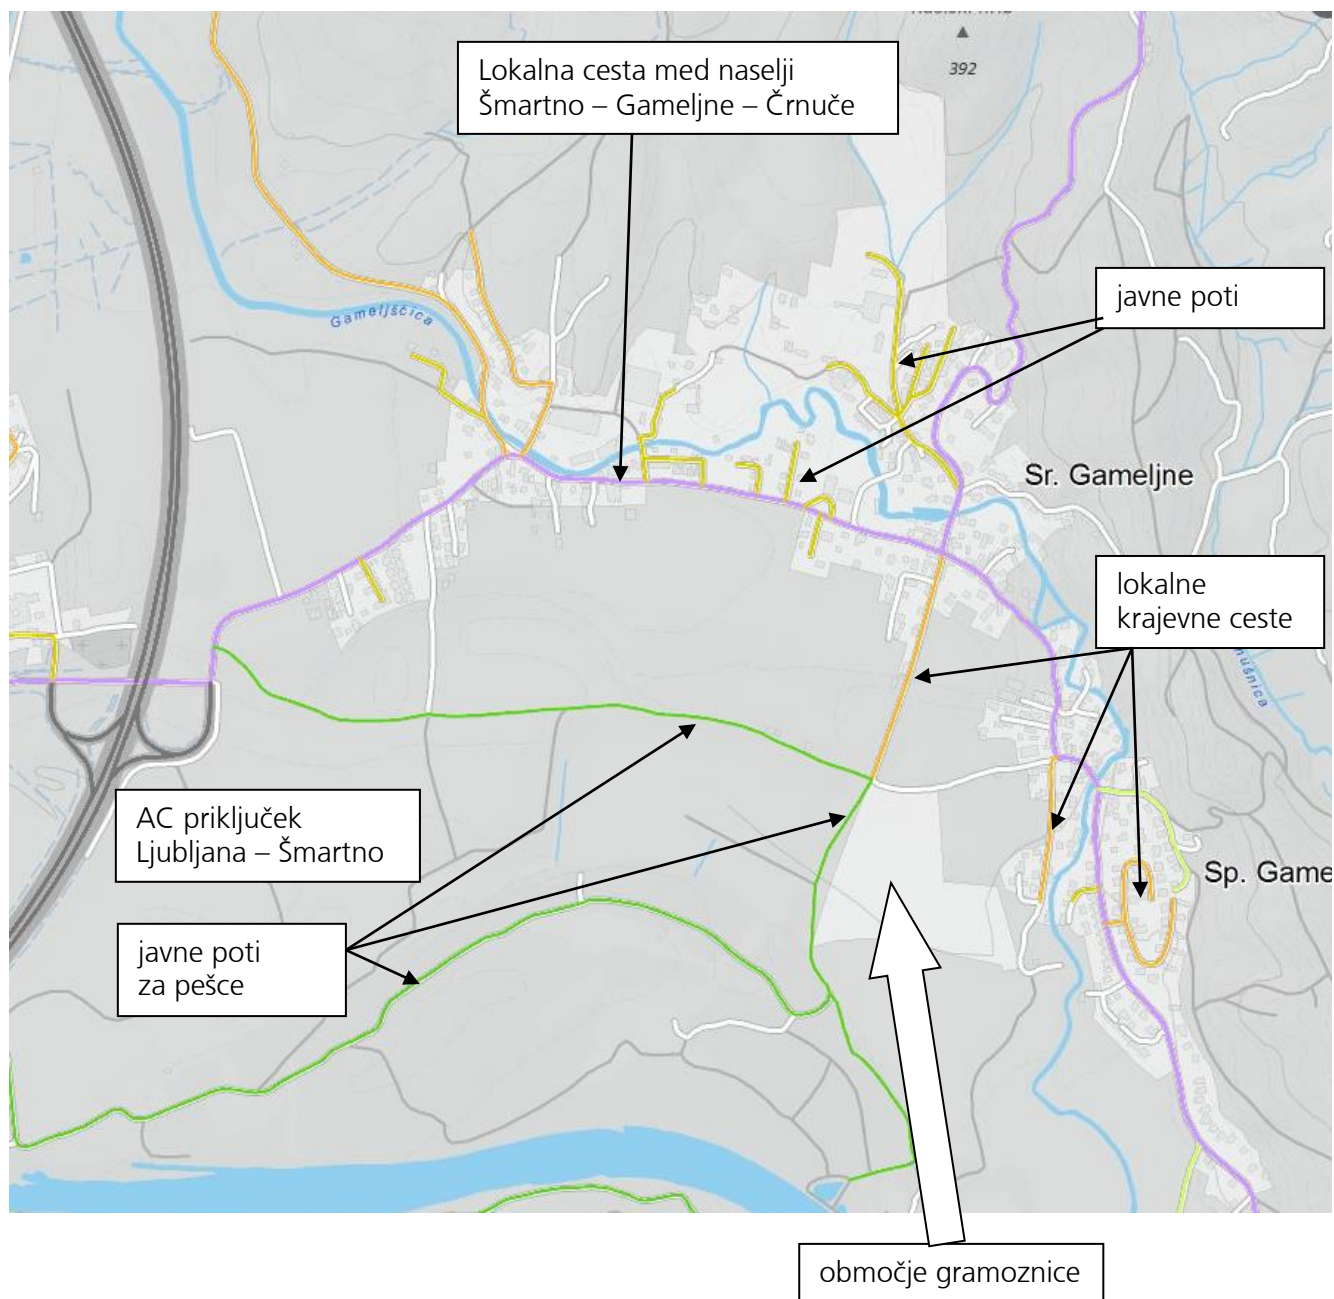 392
Lokalna cesta med naselji
Šmartno – Gameljne – Črnuče
javne poti
Gameljščica
Sr. Gameljne
lokalne
krajevne ceste
AC priključek
Ljubljana – Šmartno
Sp. Game
javne poti
za pešce
območje gramoznice